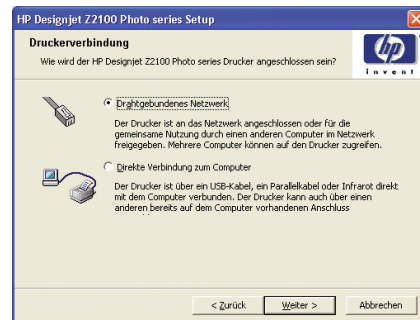 HP Designjet Z2100 Photo series Setup
Druckerverbindung
Wie wird der HP Designjet Z2100 Photo series Drucker angeschlossen sein?
hp
invent
Drahtgebundenes Netzwerk
Der Drucker ist an das Netzwerk angeschlossen oder für die
gemeinsame Nutzung durch einen anderen Computer im Netzwerk
freigegeben. Mehrere Computer können auf den Drucker zugreifen.
Direkte Verbindung zum Computer
Der Drucker ist über ein USB-Kabel, ein Parallelkabel oder Infrarot direkt
mit dem Computer verbunden. Der Drucker kann auch über einen
anderen bereits auf dem Computer vorhandenen Anschluss
< Zurück
Weiter >
Abbrechen